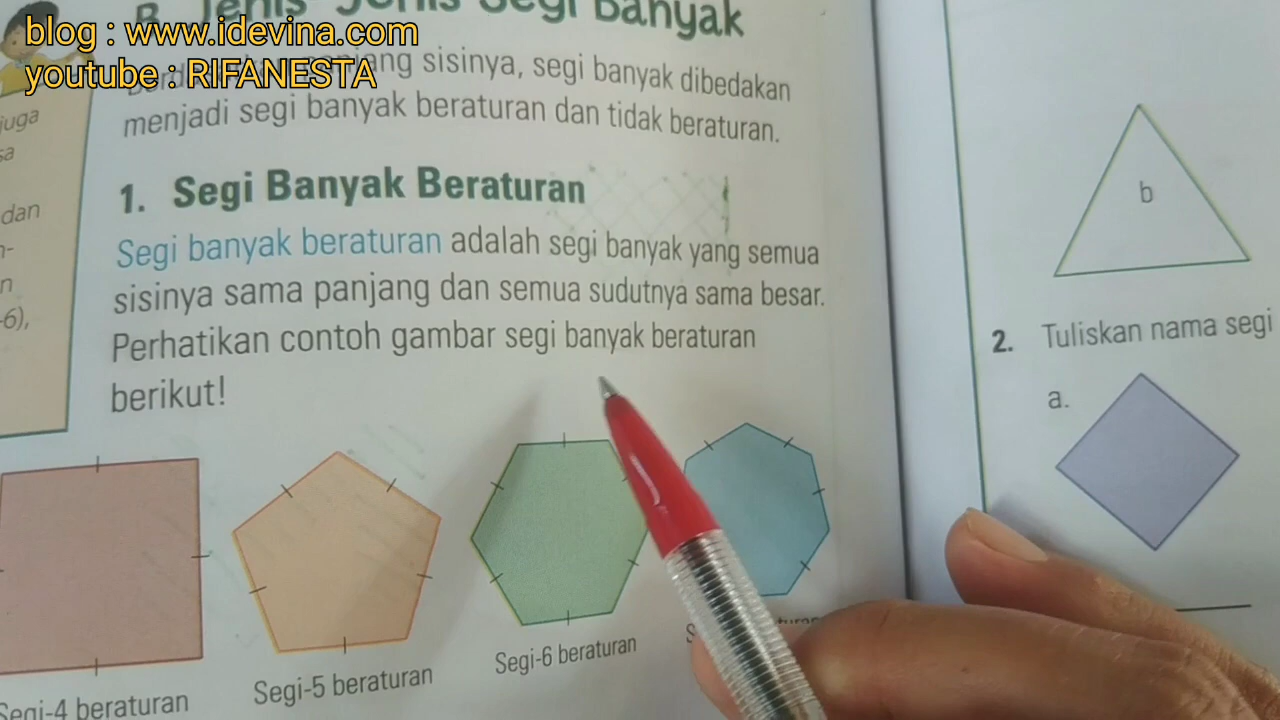 blog : www.idevina.com
youtube : RIFANESTA
B. Jenis-Jenis Segi Banyak
panjang sisinya, segi banyak dibedakan
menjadi segi banyak beraturan dan tidak beraturan.
1. Segi Banyak Beraturan
Segi banyak beraturan adalah segi banyak yang semua
sisinya sama panjang dan semua sudutnya sama besar.
Perhatikan contoh gambar segi banyak beraturan
berikut!
Segi-4 beraturan
Segi-5 beraturan
Segi-6 beraturan
juga
dan
-6),
b
2. Tuliskan nama segi
a.